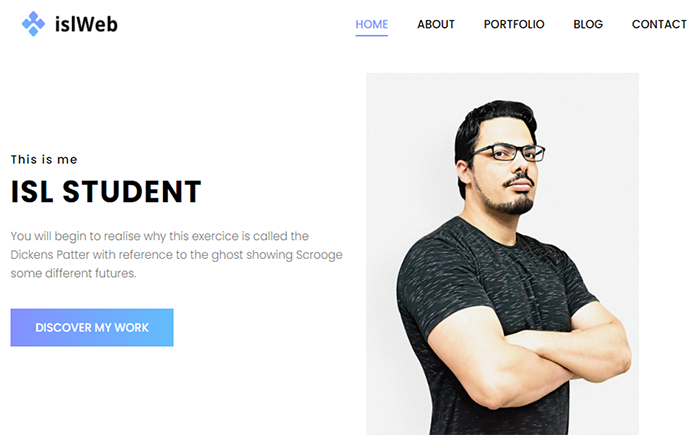 islWeb
HOME ABOUT PORTFOLIO BLOG CONTACT
This is me
ISL STUDENT
You will begin to realise why this exercice is called the
Dickens Patter with reference to the ghost showing Scrooge
some different futures.
DISCOVER MY WORK